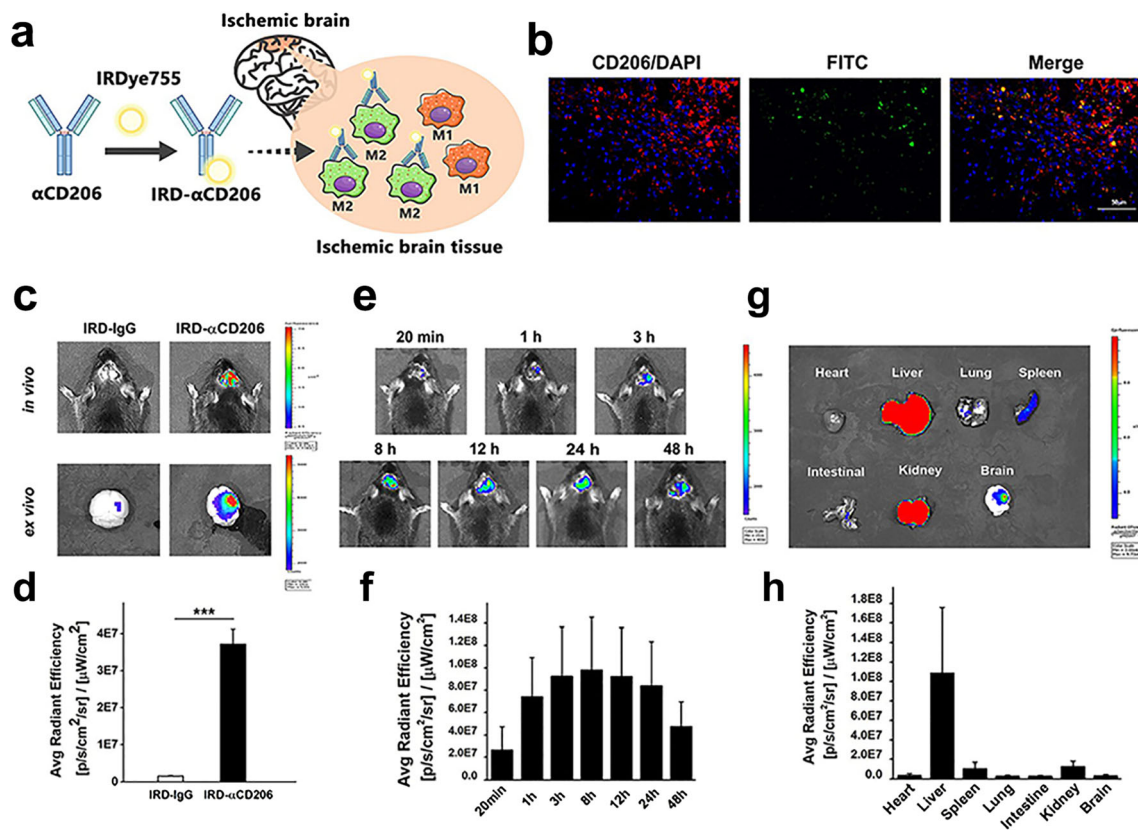 a
Ischemic brain
IRDye755
αCD206
IRD-αCD206
M2
M1
M2
M1
M2
Ischemic brain tissue
b
CD206/DAPI
FITC
Merge
50μm
c
IRD-IgG
IRD-αCD206
in vivo
ex vivo
d
Avg Radiant Efficiency
[p/s/cm²/sr] / [μW/cm²]
4E7
3E7
2E7
1E7
0
***
IRD-IgG
IRD-αCD206
e
20 min
1 h
3 h
8 h
12 h
24 h
48 h
f
Avg Radiant Efficiency
[p/s/cm²/sr] / [μW/cm²]
1.4E8
1.2E8
1.0E8
8.0E7
6.0E7
4.0E7
2.0E7
0.0
20min
1h
3h
8h
12h
24h
48h
g
Heart
Liver
Lung
Spleen
Intestinal
Kidney
Brain
h
Avg Radiant Efficiency
[p/s/cm²/sr] / [μW/cm²]
1.8E8
1.6E8
1.4E8
1.2E8
1.0E8
8.0E7
6.0E7
4.0E7
2.0E7
0.0
Heart
Liver
Spleen
Lung
Intestine
Kidney
Brain